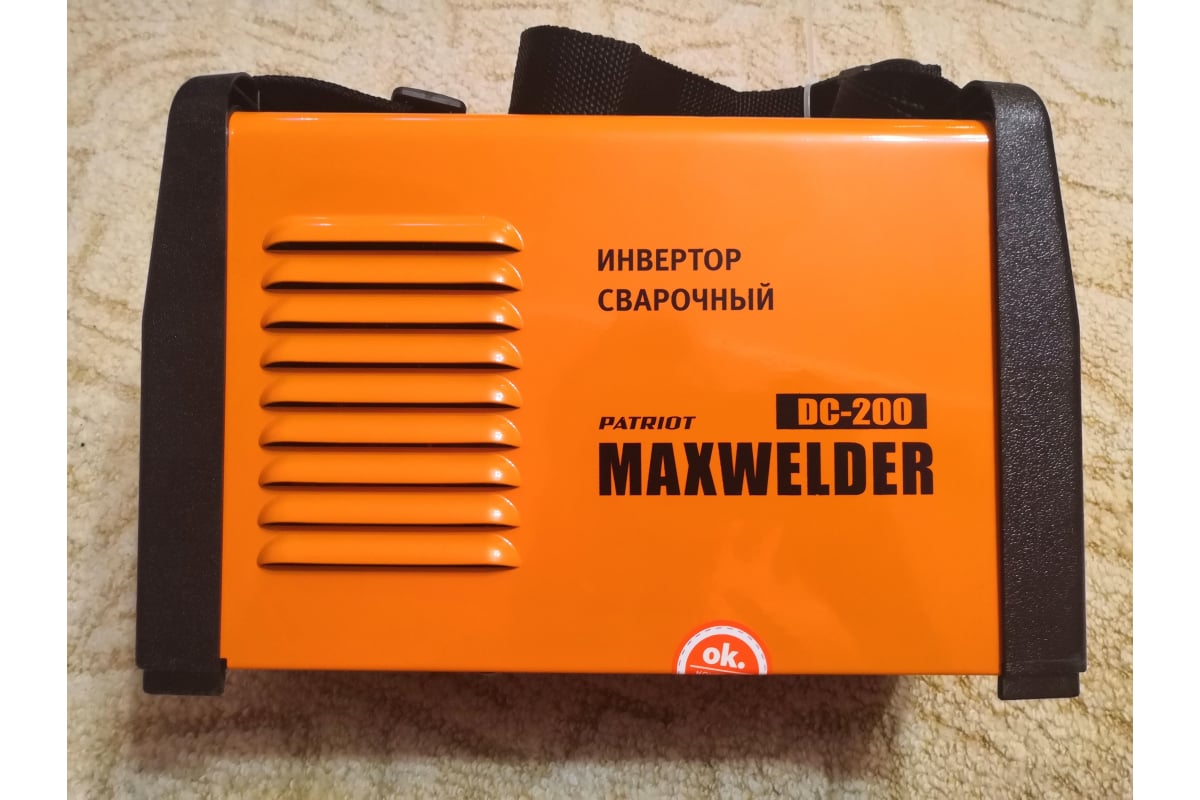 ИНВЕРТОР
СВАРОЧНЫЙ
PATRIOT
DC-200
MAXWELDER
ok.